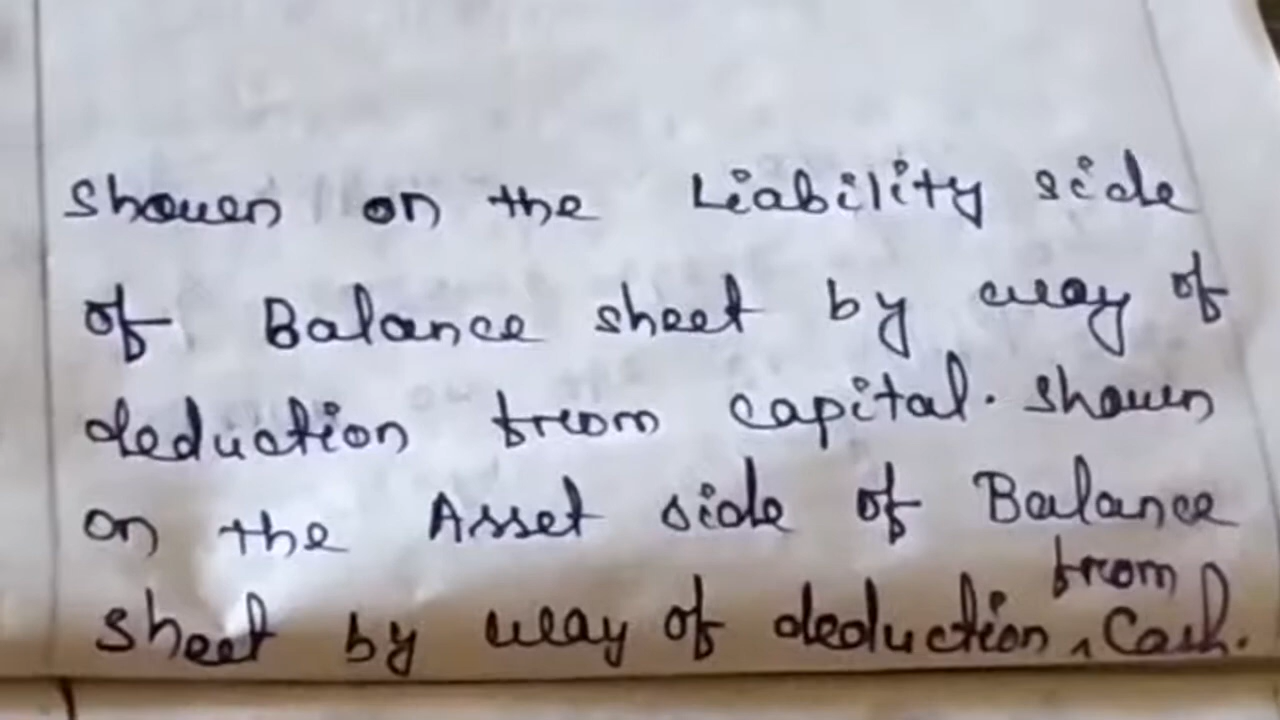 shown on the Liability side
of Balance sheet by way of
deduction from capital. shown
on the Asset side of Balance
sheet by way of deduction from Cash.